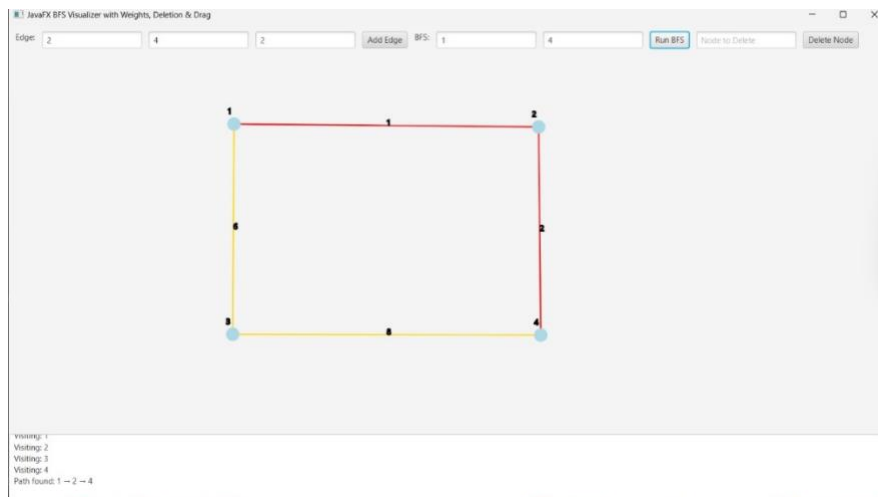 JavaFX BFS Visualizer with Weights, Deletion & Drag
Edge: 2 4 2 Add Edge BFS: 1 4 Run BFS Node to Delete Delete Node
1 2
1
6 2
3 4
8
Visiting: 1
Visiting: 2
Visiting: 3
Visiting: 4
Path found: 1 → 2 → 4